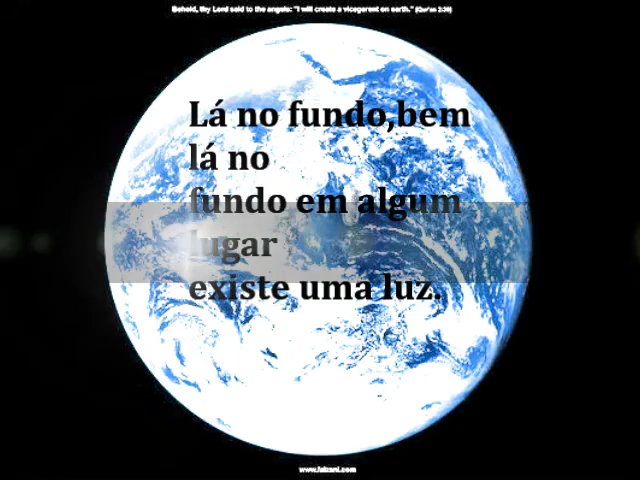 Behold, thy Lord said to the angels: "I will create a vicegerent on earth." (Qur'an 2:30)
Lá no fundo,bem
lá no
fundo em algum
lugar
existe uma luz.
www.faizani.com